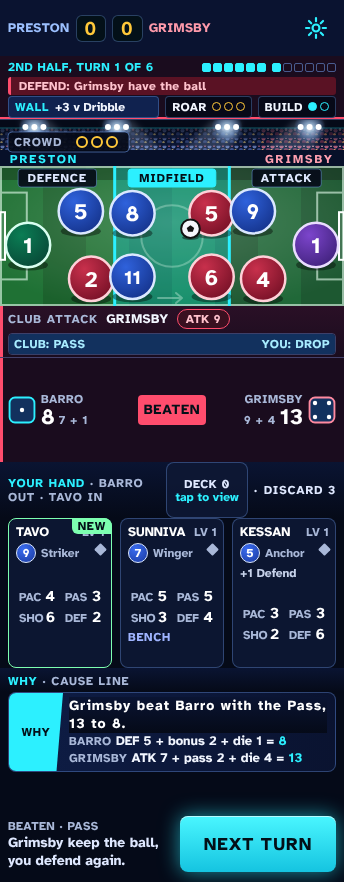 PRESTON 0 0 GRIMSBY
2ND HALF, TURN 1 OF 6
DEFEND: Grimsby have the ball
WALL +3 v Dribble ROAR BUILD
CROWD
PRESTON GRIMSBY
DEFENCE MIDFIELD ATTACK
5 8 5 9
1 1
2 11 6 4
CLUB ATTACK GRIMSBY ATK 9
CLUB: PASS YOU: DROP
BARRO GRIMSBY
8 7 + 1 BEATEN 9 + 4 13
YOUR HAND · BARRO OUT · TAVO IN
DECK 0
tap to view
· DISCARD 3
NEW
TAVO SUNNIVA LV 1 KESSAN LV 1
9 Striker 7 Winger 5 Anchor
+1 Defend
PAC 4 PAS 3 PAC 5 PAS 5 PAC 3 PAS 3
SHO 6 DEF 2 SHO 3 DEF 4 SHO 2 DEF 6
BENCH
WHY · CAUSE LINE
WHY
Grimsby beat Barro with the Pass,
13 to 8.
BARRO DEF 5 + bonus 2 + die 1 = 8
GRIMSBY ATK 7 + pass 2 + die 4 = 13
BEATEN · PASS
Grimsby keep the ball,
you defend again.
NEXT TURN